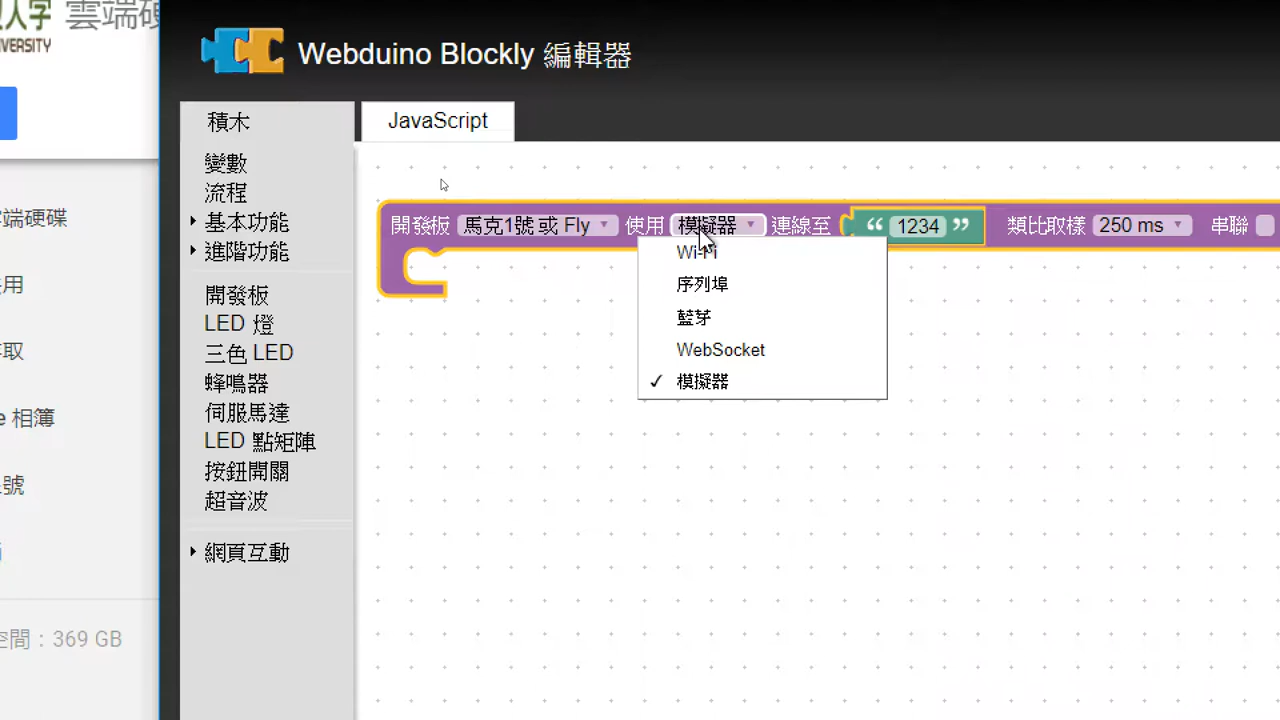 雲端硬
VERSITY
Webduino Blockly 編輯器
積木
JavaScript
變數
流程
基本功能
進階功能
開發板
LED 燈
三色 LED
蜂鳴器
伺服馬達
LED 點矩陣
按鈕開關
超音波
網頁互動
開發板 馬克1號 或 Fly 使用 模擬器 連線至 “ 1234 ” 類比取樣 250 ms 串聯
Wi-Fi
序列埠
藍芽
WebSocket
✓ 模擬器
雲端硬碟
用
取
e 相簿
號
空間：369 GB